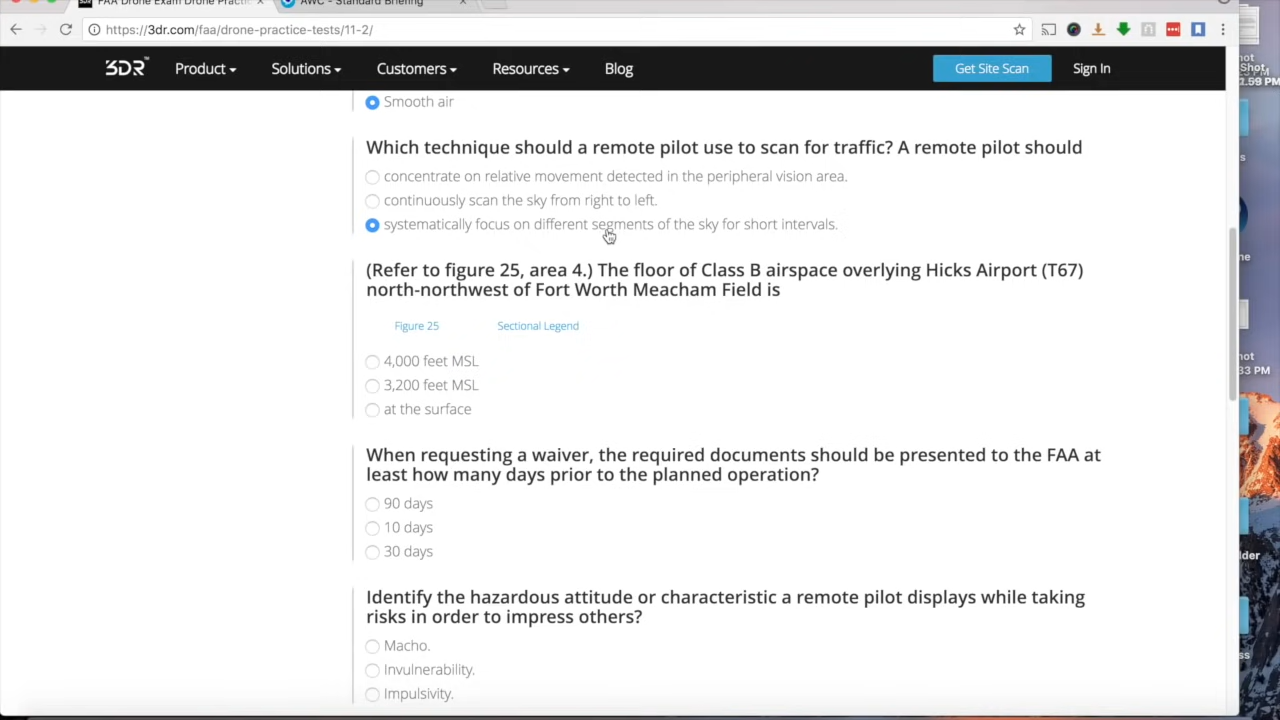 FAA Drone Exam Drone Practic
AWC - Standard Briefing
https://3dr.com/faa/drone-practice-tests/11-2/
3DR
Product
Solutions
Customers
Resources
Blog
Get Site Scan
Sign In
Smooth air
Which technique should a remote pilot use to scan for traffic? A remote pilot should
concentrate on relative movement detected in the peripheral vision area.
continuously scan the sky from right to left.
systematically focus on different segments of the sky for short intervals.
(Refer to figure 25, area 4.) The floor of Class B airspace overlying Hicks Airport (T67)
north-northwest of Fort Worth Meacham Field is
Figure 25
Sectional Legend
4,000 feet MSL
3,200 feet MSL
at the surface
When requesting a waiver, the required documents should be presented to the FAA at
least how many days prior to the planned operation?
90 days
10 days
30 days
Identify the hazardous attitude or characteristic a remote pilot displays while taking
risks in order to impress others?
Macho.
Invulnerability.
Impulsivity.